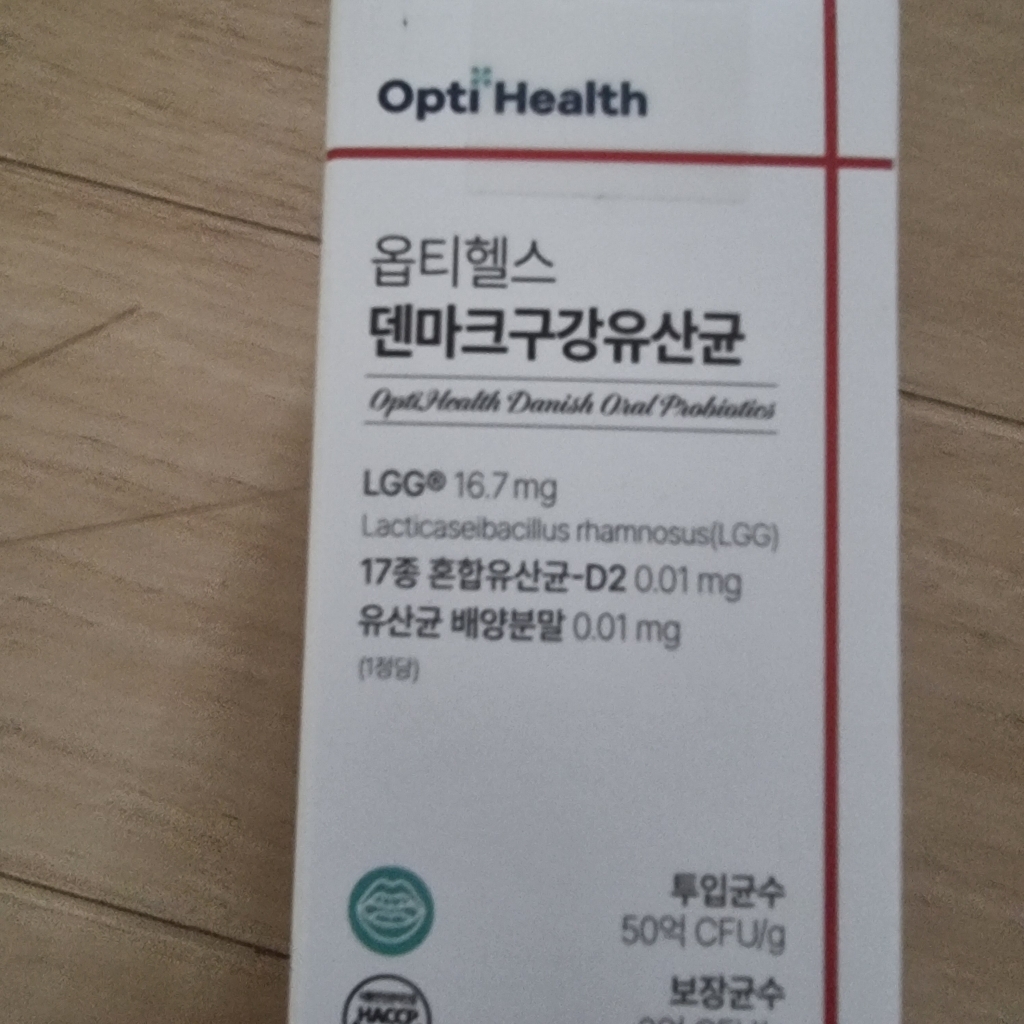 Opti Health
옵티헬스
덴마크구강유산균
OptiHealth Danish Oral Probiotics
LGG® 16.7 mg
Lacticaseibacillus rhamnosus(LGG)
17종 혼합유산균-D2 0.01 mg
유산균 배양분말 0.01 mg
(1정당)
투입균수
50억 CFU/g
보장균수
HACCP